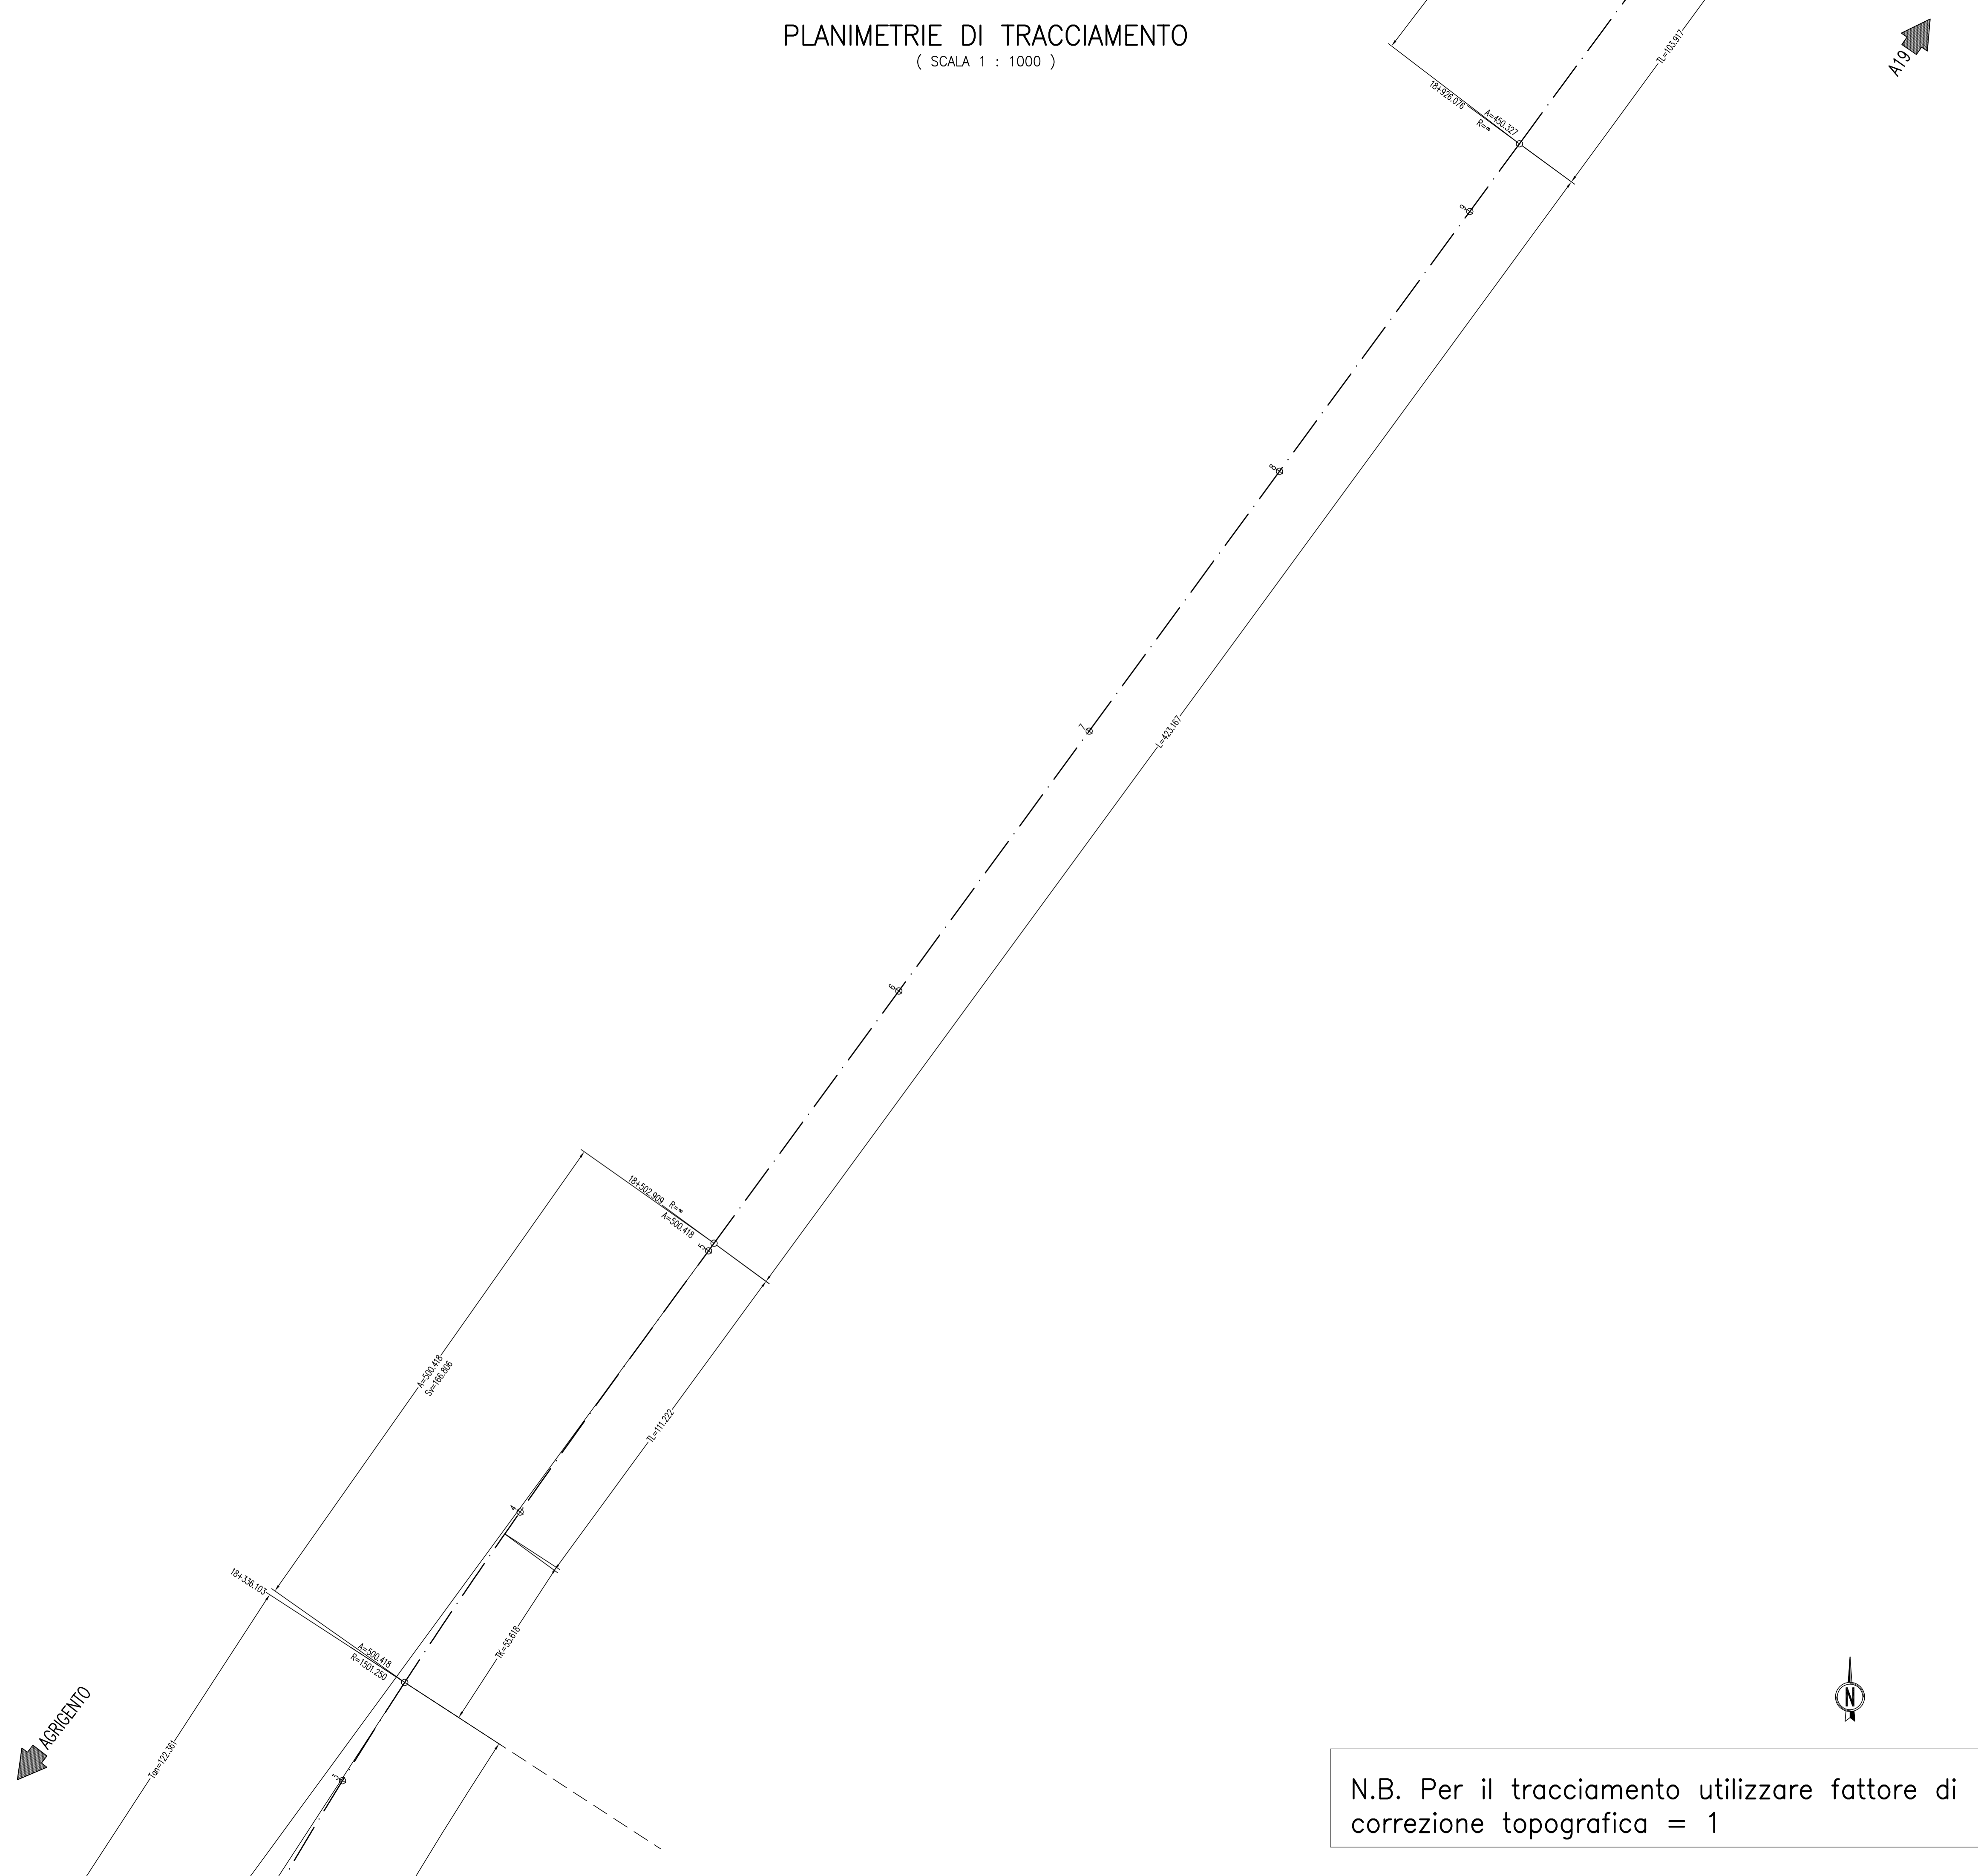 PLANIMETRIE DI TRACCIAMENTO
( SCALA 1 : 1000 )
A19
TL=103.917
18+926.076
A=450.327
R=∞
9
8
7
L=423.167
6
18+502.909
R=∞
A=500.418
5
A=500.418
Sv=166.806
TL=111.222
4
18+336.103
A=500.418
R=1501.250
TK=55.618
AGRIGENTO
Tan=122.361
3
N
N.B. Per il tracciamento utilizzare fattore di
correzione topografica = 1